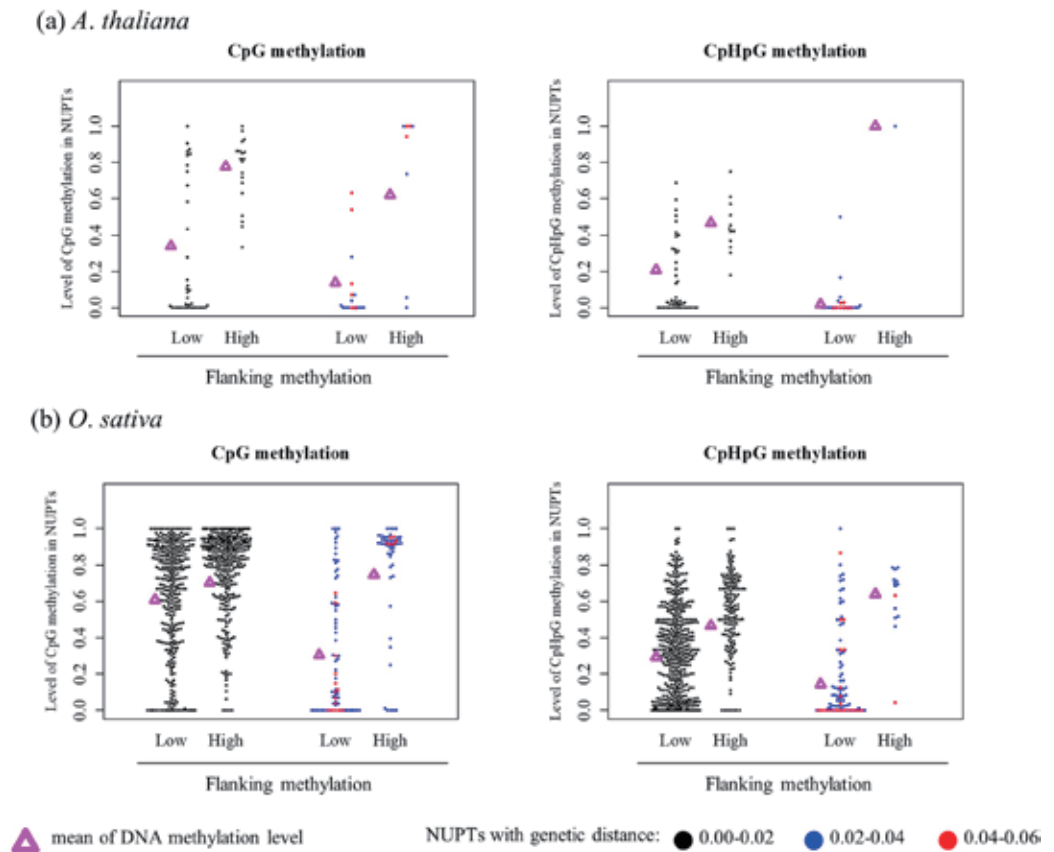 (a) A. thaliana
CpG methylation
Level of CpG methylation in NUPTs
1.0
0.8
0.6
0.4
0.2
0.0
Low High Low High
Flanking methylation
CpHpG methylation
Level of CpHpG methylation in NUPTs
1.0
0.8
0.6
0.4
0.2
0.0
Low High Low High
Flanking methylation
(b) O. sativa
CpG methylation
Level of CpG methylation in NUPTs
1.0
0.8
0.6
0.4
0.2
0.0
Low High Low High
Flanking methylation
CpHpG methylation
Level of CpHpG methylation in NUPTs
1.0
0.8
0.6
0.4
0.2
0.0
Low High Low High
Flanking methylation
mean of DNA methylation level NUPTs with genetic distance: 0.00-0.02 0.02-0.04 0.04-0.06